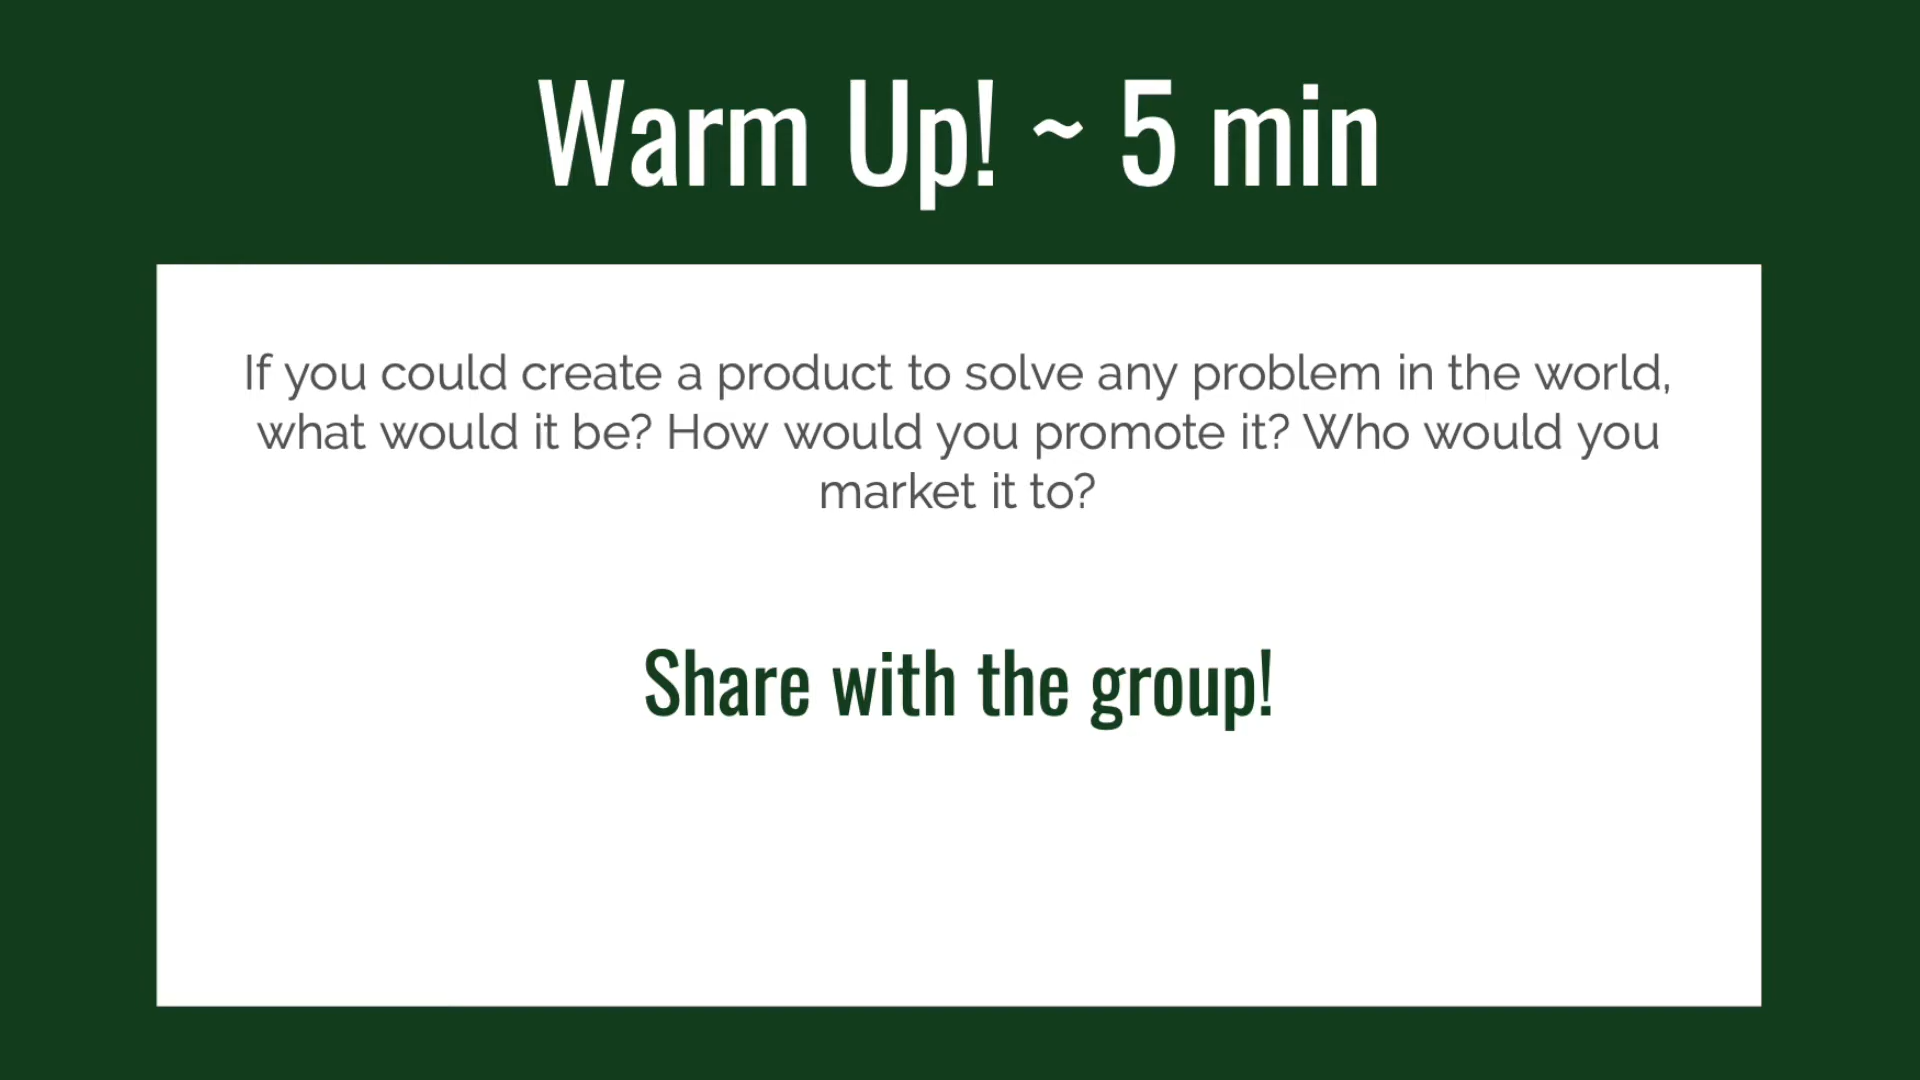 Warm Up! ~ 5 min
If you could create a product to solve any problem in the world,
what would it be? How would you promote it? Who would you
market it to?
Share with the group!